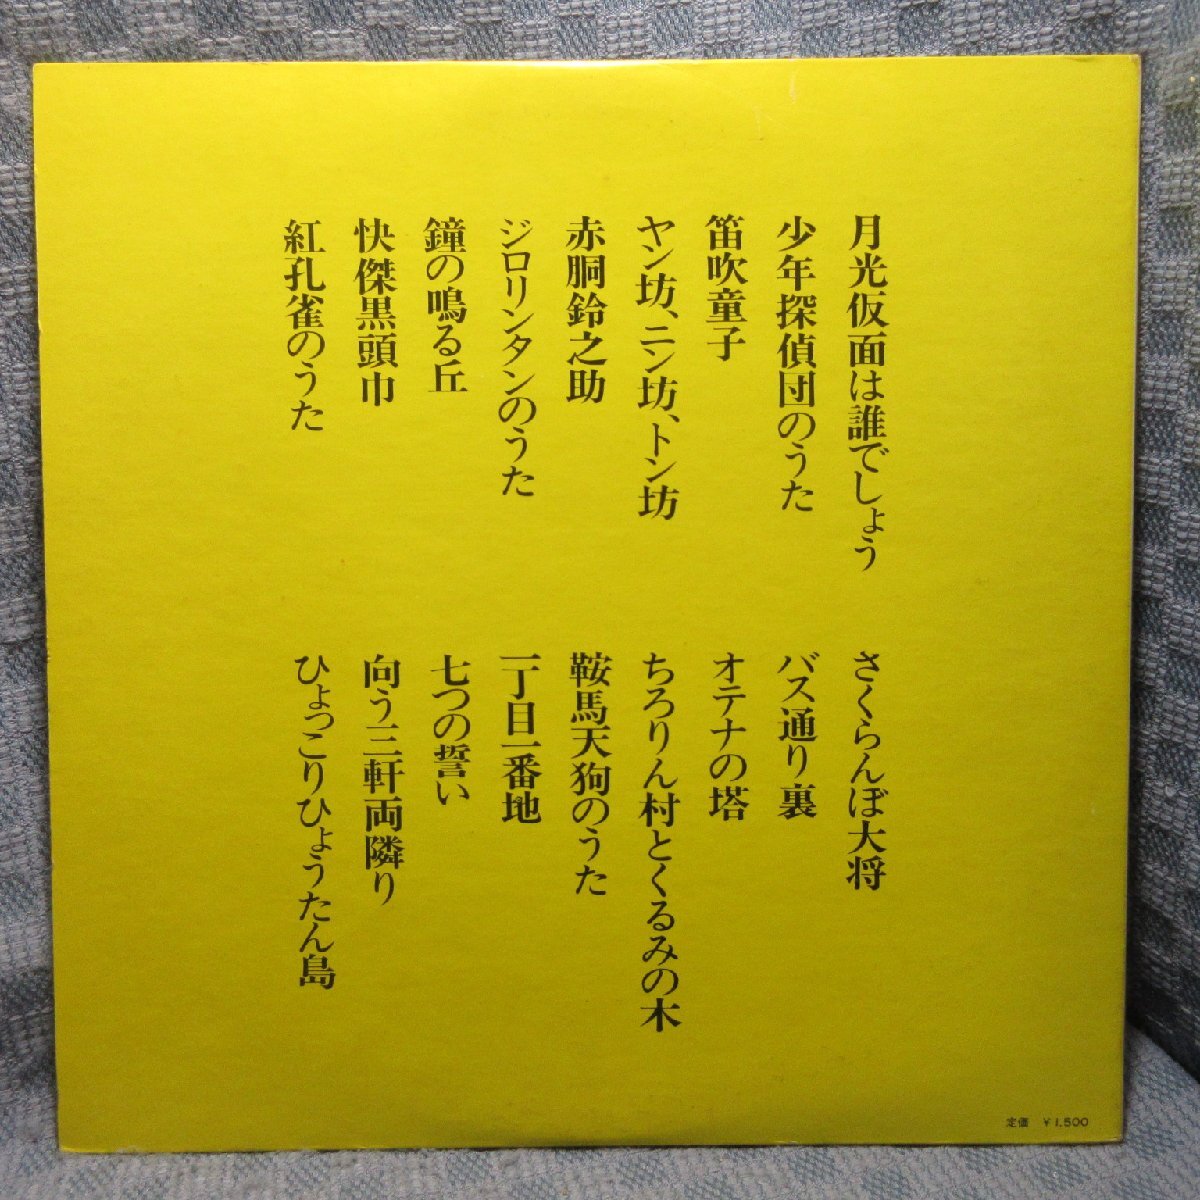 月光仮面は誰でしょう
少年探偵団のうた
笛吹童子
ヤン坊、ニン坊、トン坊
赤胴鈴之助
ジロリンタンのうた
鐘の鳴る丘
快傑黒頭巾
紅孔雀のうた
さくらんぼ大将
バス通り裏
オテナの塔
ちろりん村とくるみの木
鞍馬天狗のうた
一丁目一番地
七つの誓い
向う三軒両隣り
ひょっこりひょうたん島
定価 ¥1,500